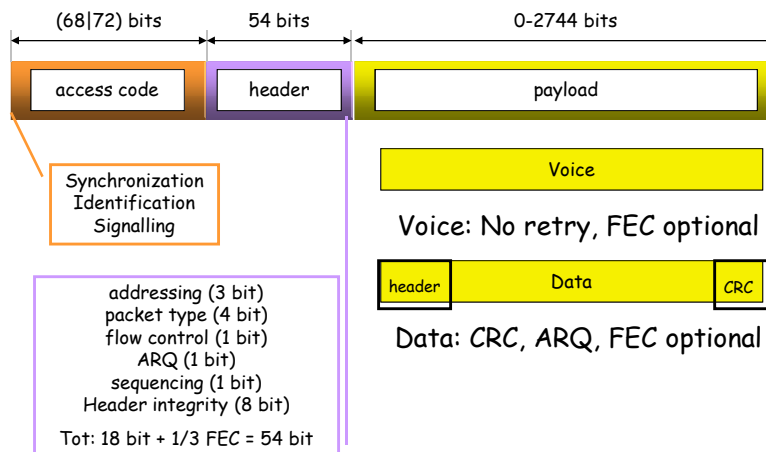 (68|72) bits
54 bits
0-2744 bits
access code
header
payload
Synchronization
Identification
Signalling
Voice
Voice: No retry, FEC optional
header
Data
CRC
Data: CRC, ARQ, FEC optional
addressing (3 bit)
packet type (4 bit)
flow control (1 bit)
ARQ (1 bit)
sequencing (1 bit)
Header integrity (8 bit)
Tot: 18 bit + 1/3 FEC = 54 bit